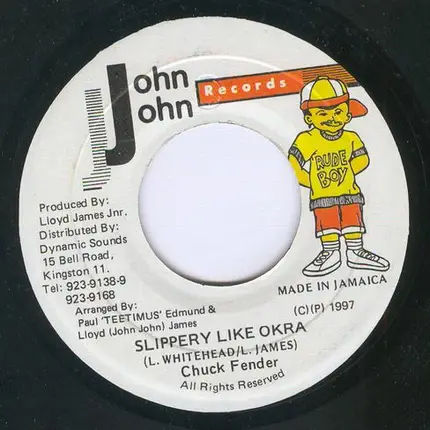 John
John
Records
RUDE
BOY
Produced By:
Lloyd James Jnr.
Distributed By:
Dynamic Sounds
15 Bell Road,
Kingston 11.
Tel: 923-9138-9
923-9168
Arranged By:
Paul 'TEETIMUS' Edmund &
Lloyd (John John) James
MADE IN JAMAICA
(C)(P) 1997
SLIPPERY LIKE OKRA
(L. WHITEHEAD/L. JAMES)
Chuck Fender
All Rights Reserved